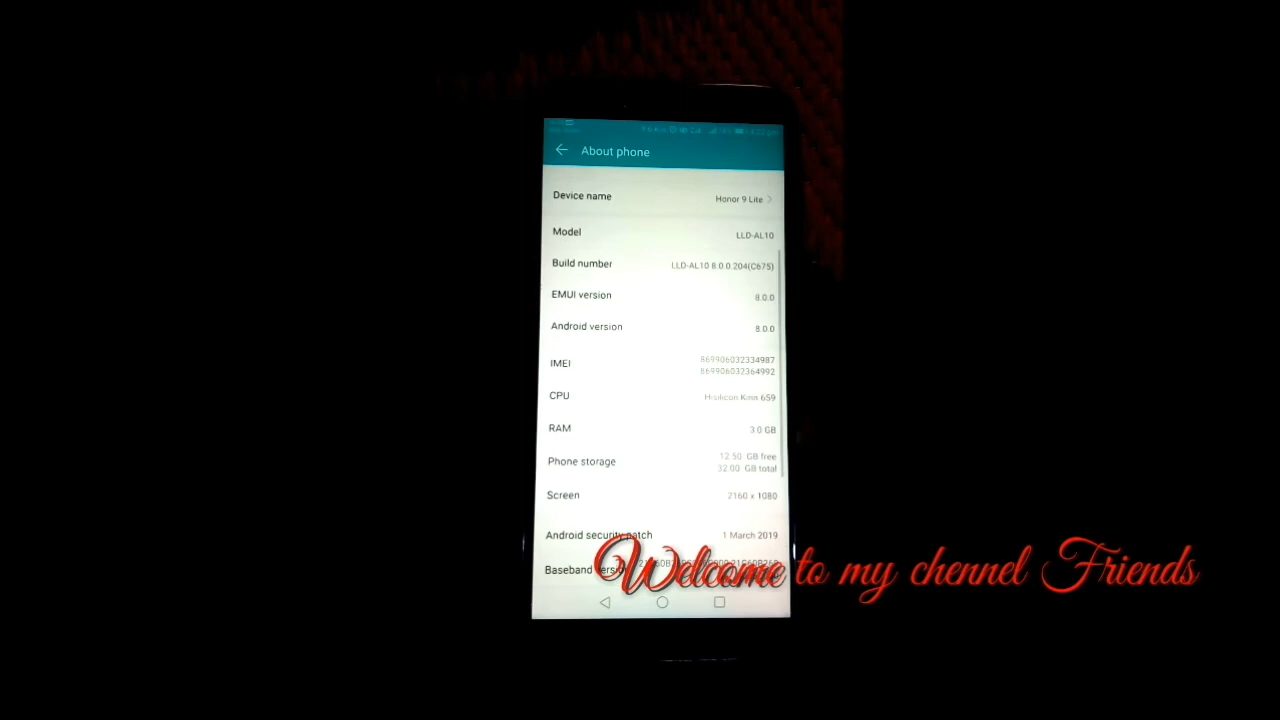 About phone
Device name Honor 9 Lite
Model LLD-AL10
Build number LLD-AL10 8.0.0.204(C675)
EMUI version 8.0.0
Android version 8.0.0
IMEI 869906032334987
869906032364992
CPU Hisilicon Kirin 659
RAM 3.0 GB
Phone storage 12.50 GB free
32.00 GB total
Screen 2160 x 1080
Android security patch 1 March 2019
Baseband version
Welcome to my chennel Friends